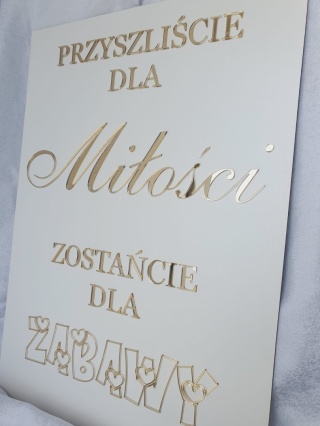 PRZYSZLIŚCIE
DLA
Miłości
ZOSTAŃCIE
DLA
ZABAWY